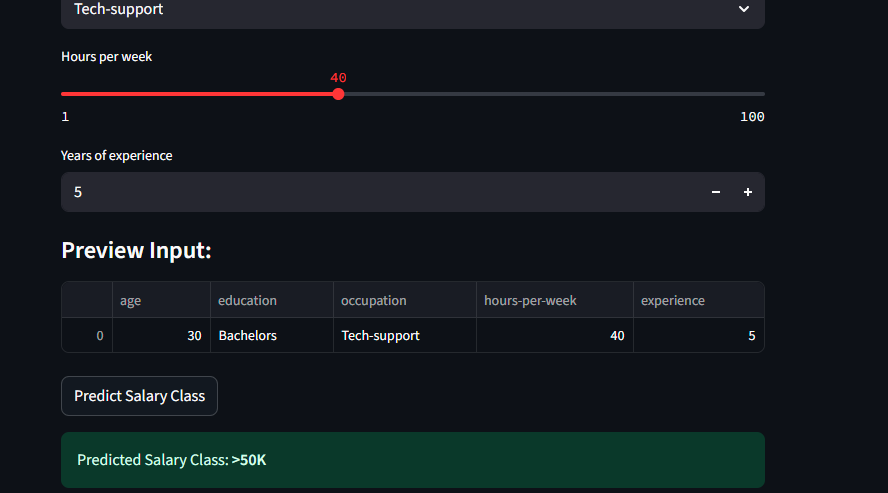 Tech-support
Hours per week
40
1 100
Years of experience
5 − +
Preview Input:
age education occupation hours-per-week experience
0 30 Bachelors Tech-support 40 5
Predict Salary Class
Predicted Salary Class: >50K